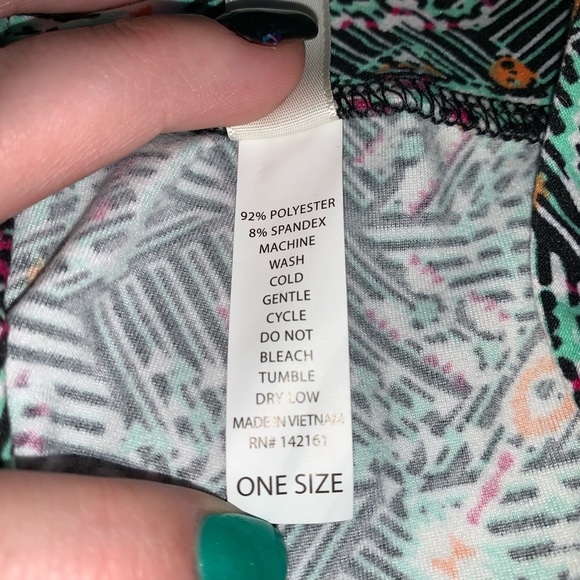 92% POLYESTER
8% SPANDEX
MACHINE
WASH
COLD
GENTLE
CYCLE
DO NOT
BLEACH
TUMBLE
DRY LOW
MADE IN VIETNAM
RN# 142161
ONE SIZE